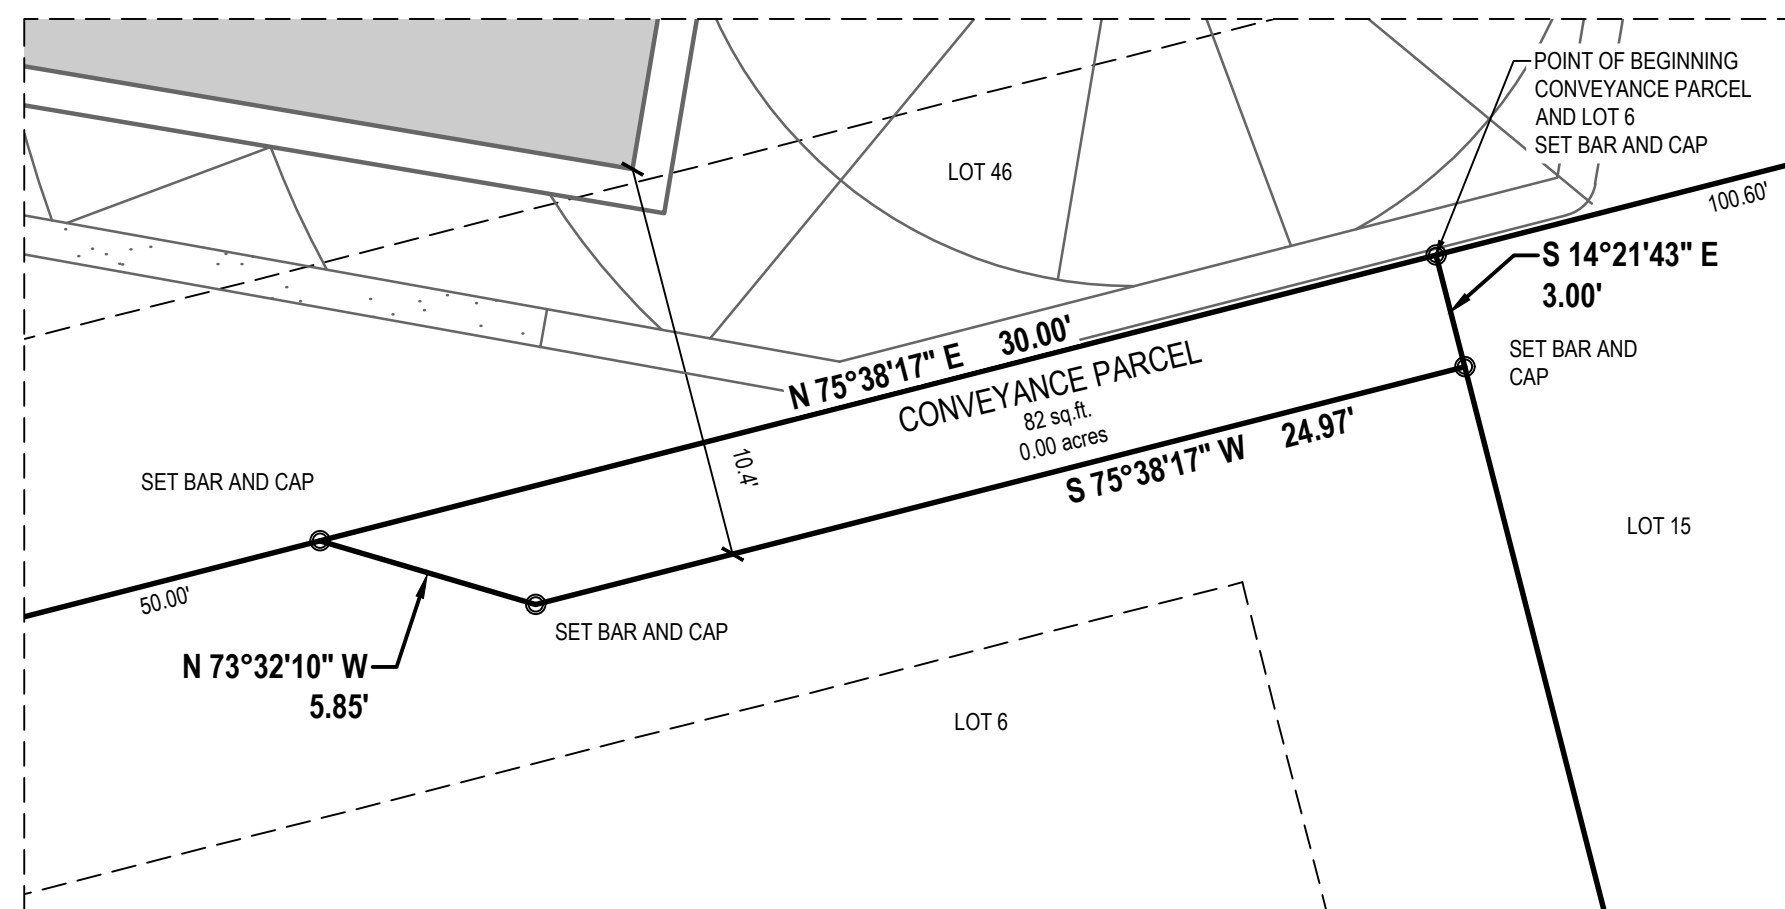 POINT OF BEGINNING
CONVEYANCE PARCEL
AND LOT 6
SET BAR AND CAP
LOT 46
100.60'
S 14°21'43" E
3.00'
N 75°38'17" E 30.00'
SET BAR AND
CAP
CONVEYANCE PARCEL
82 sq.ft.
0.00 acres
S 75°38'17" W 24.97'
10.4'
SET BAR AND CAP
LOT 15
50.00'
SET BAR AND CAP
N 73°32'10" W
5.85'
LOT 6